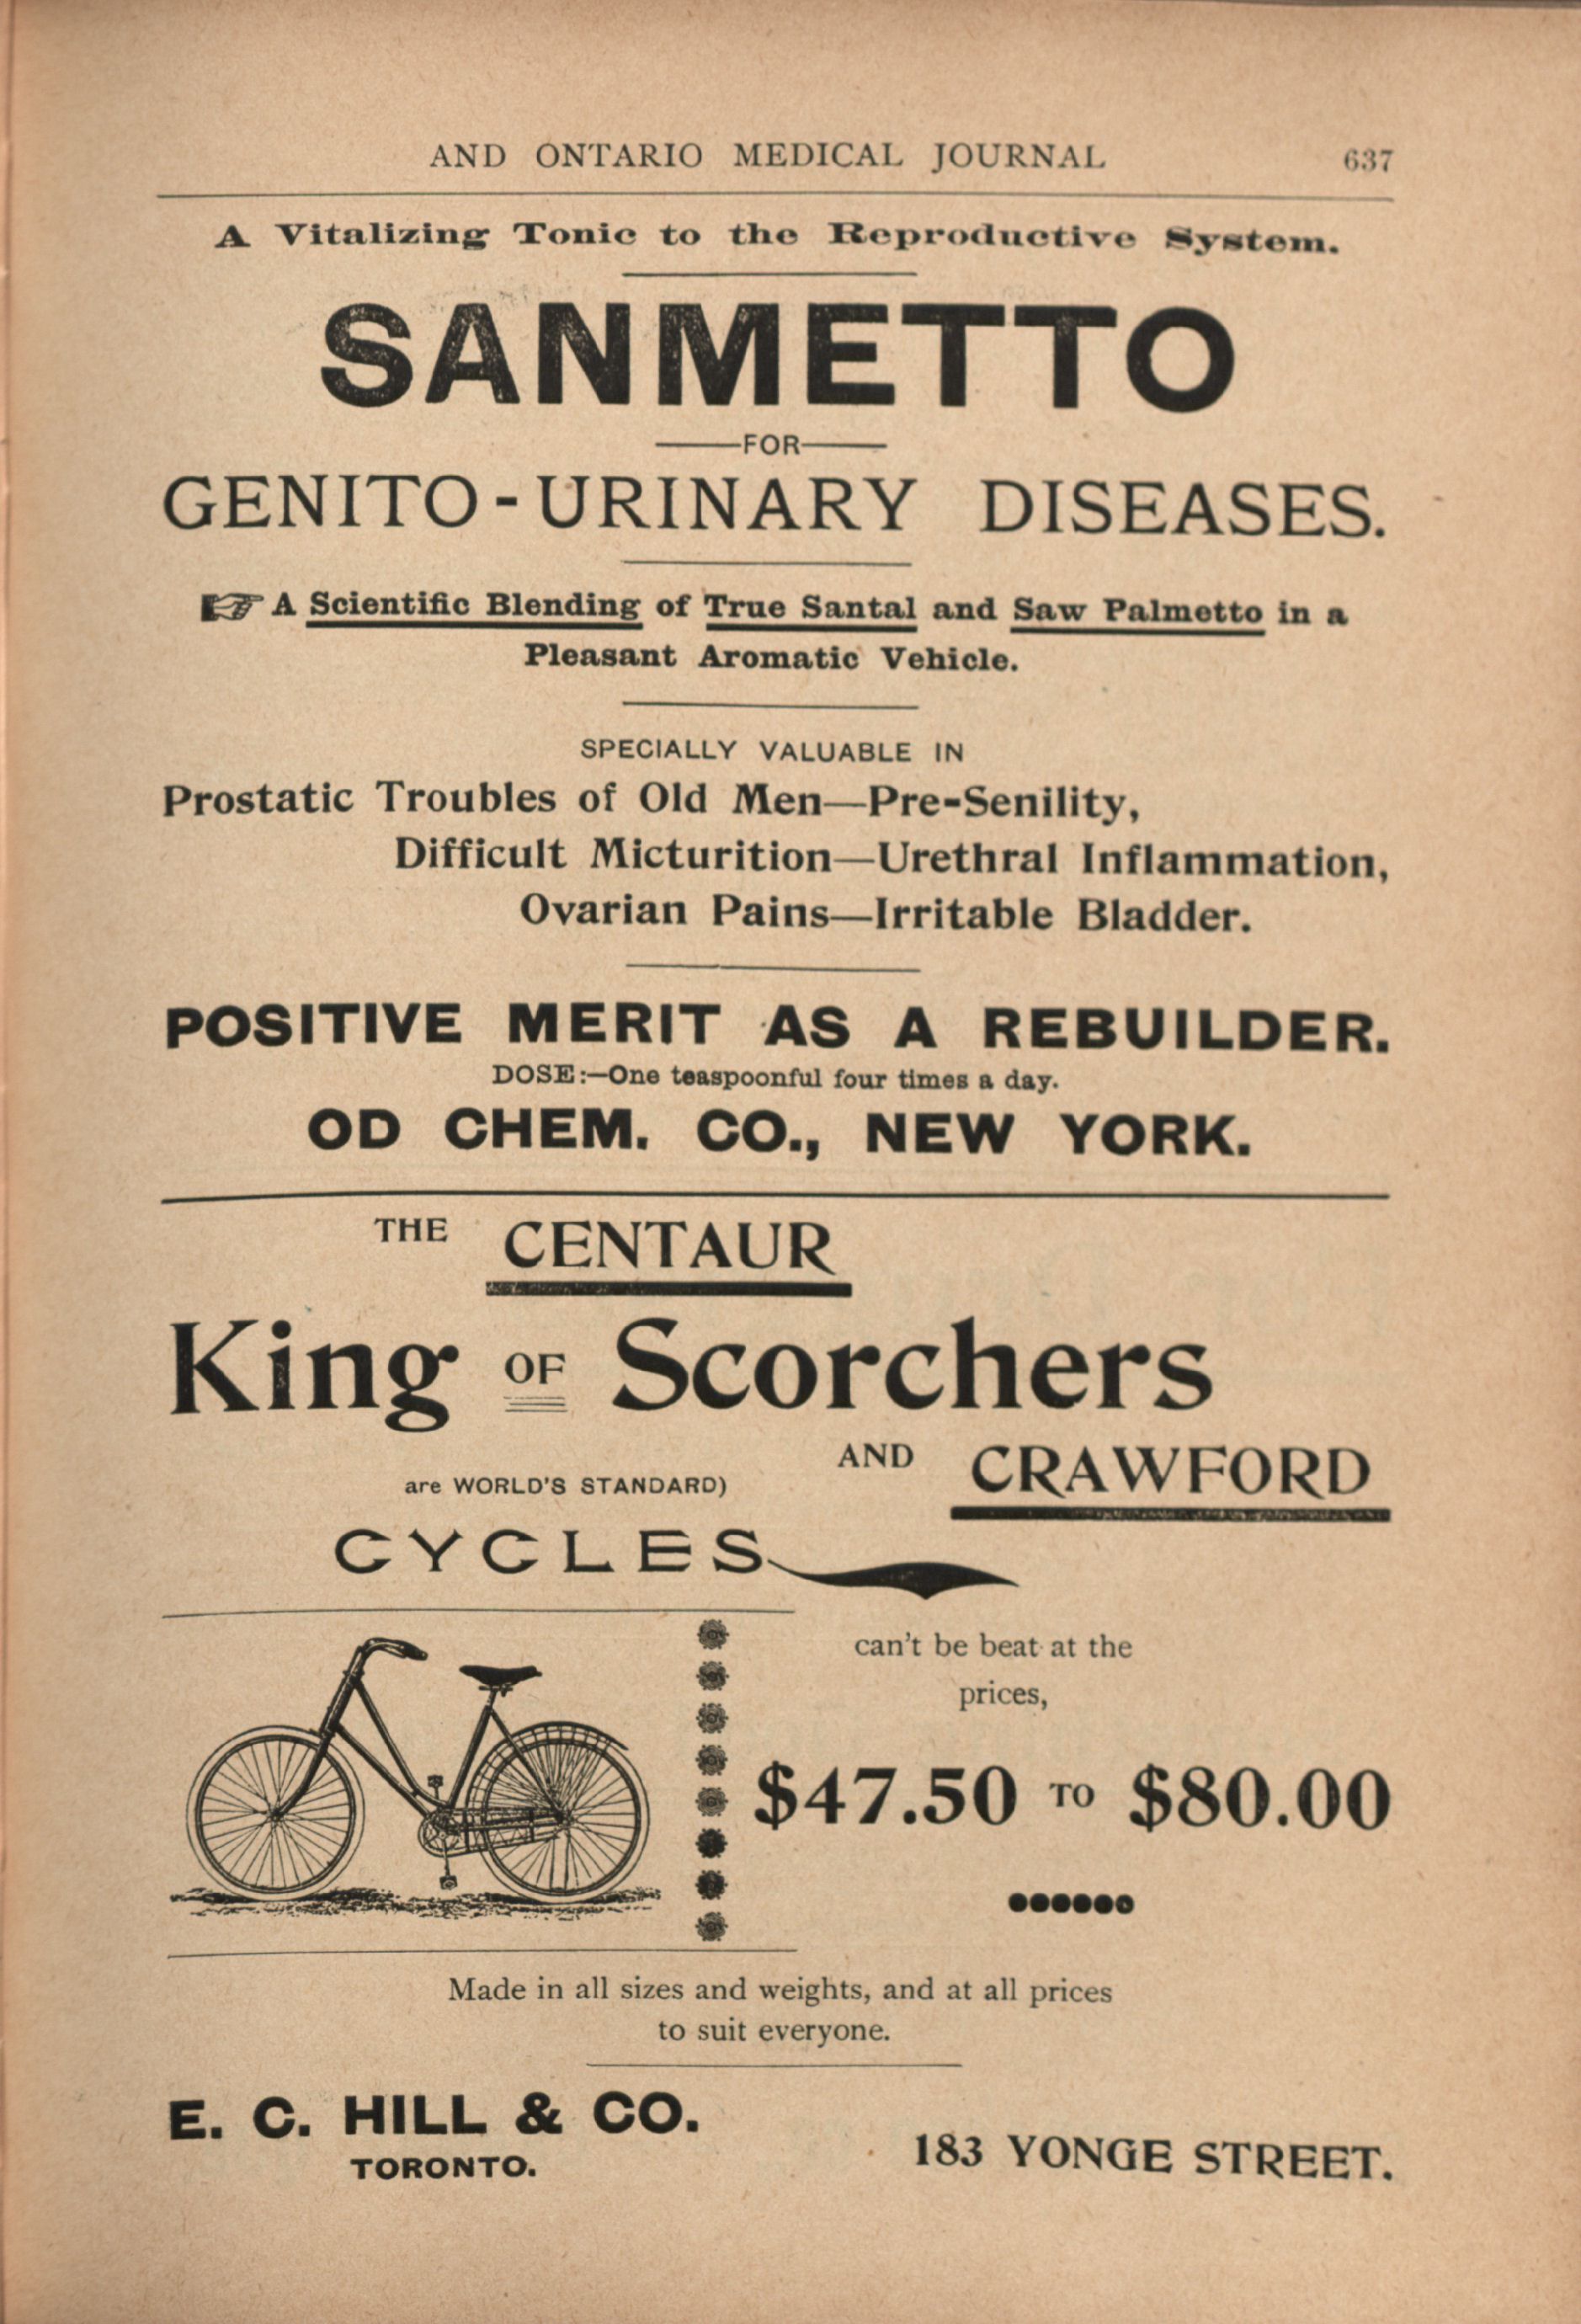 AND ONTARIO MEDICAL JOURNAL 637
A Vitalizing Tonic to the Reproductive System.
SANMETTO
FOR
GENITO-URINARY DISEASES.
A Scientific Blending of True Santal and Saw Palmetto in a
Pleasant Aromatic Vehicle.
SPECIALLY VALUABLE IN
Prostatic Troubles of Old Men—Pre-Senility,
Difficult Micturition—Urethral Inflammation,
Ovarian Pains—Irritable Bladder.
POSITIVE MERIT AS A REBUILDER.
DOSE:—One teaspoonful four times a day.
OD CHEM. CO., NEW YORK.
THE CENTAUR
King OF Scorchers
AND CRAWFORD
are WORLD'S STANDARD)
CYCLES
can't be beat at the
prices,
$47.50 TO $80.00
Made in all sizes and weights, and at all prices
to suit everyone.
E. C. HILL & CO.
TORONTO.
183 YONGE STREET.